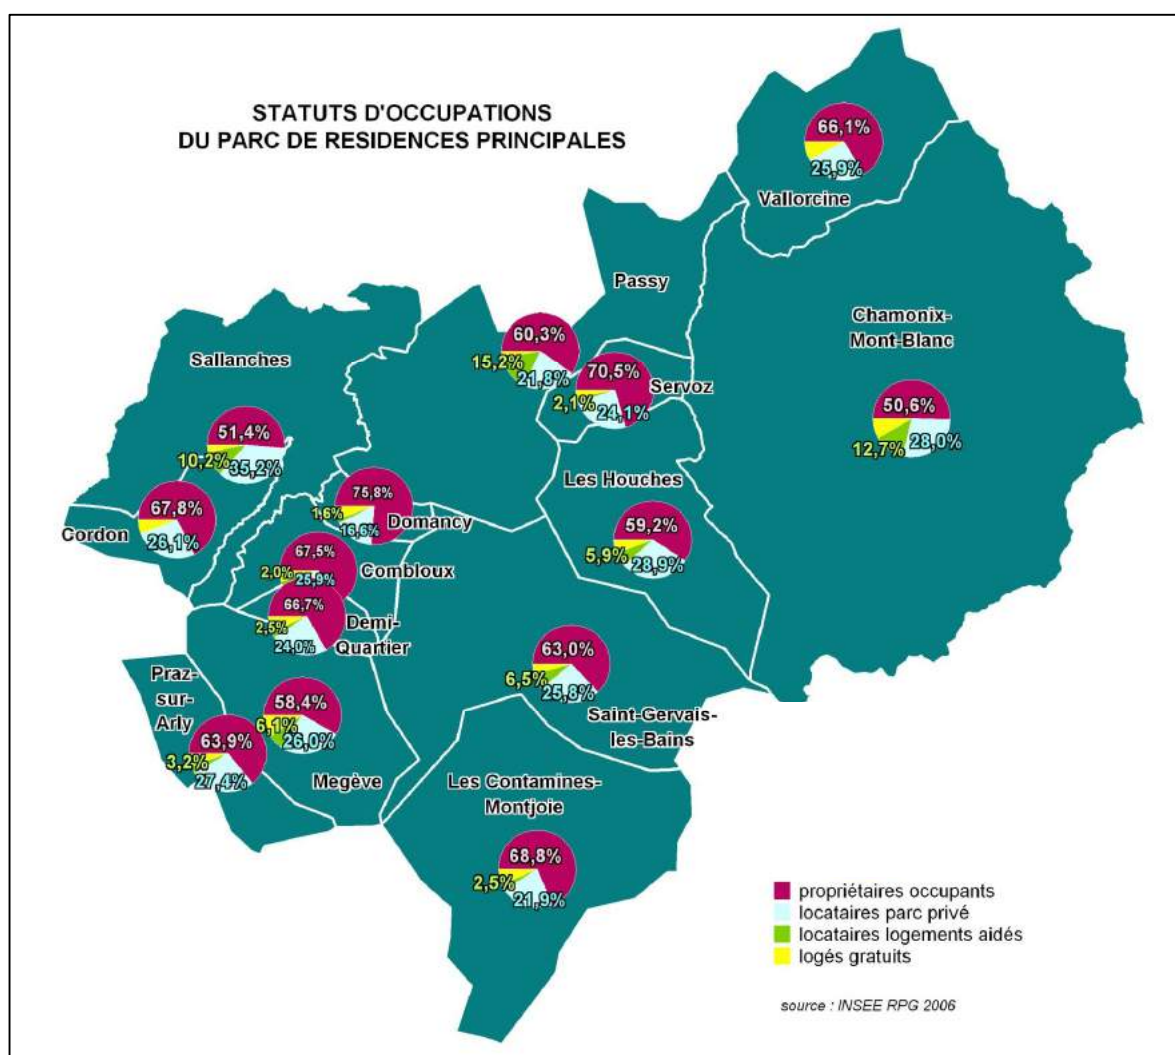 STATUTS D'OCCUPATIONS
DU PARC DE RESIDENCES PRINCIPALES
66,1%
25,9%
Vallorcine
Passy
60,3%
15,2%
21,8%
70,5%
2,1%
24,1%
Servoz
Chamonix-
Mont-Blanc
50,6%
12,7%
28,0%
Sallanches
51,4%
10,2%
35,2%
67,8%
26,1%
Cordon
75,8%
1,6%
16,6%
Domancy
Les Houches
59,2%
5,9%
28,9%
67,5%
2,0%
25,9%
Combloux
66,7%
2,5%
24,0%
Demi-
Quartier
63,0%
6,5%
25,8%
Saint-Gervais-
les-Bains
Praz-
sur-
Arly
63,9%
3,2%
27,4%
58,4%
6,1%
26,0%
Megève
Les Contamines-
Montjoie
68,8%
2,5%
21,9%
propriétaires occupants
locataires parc privé
locataires logements aidés
logés gratuits
source : INSEE RPG 2006